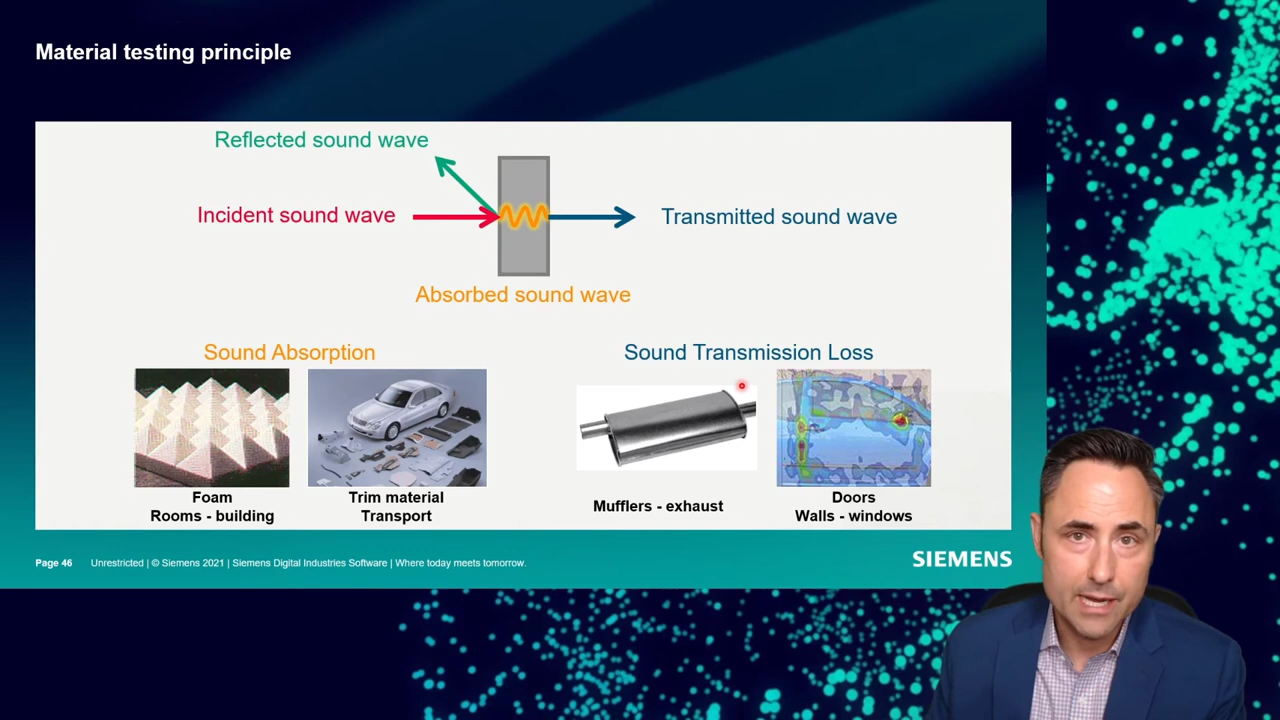 Material testing principle
Reflected sound wave
Incident sound wave
Transmitted sound wave
Absorbed sound wave
Sound Absorption
Sound Transmission Loss
Foam
Rooms - building
Trim material
Transport
Mufflers - exhaust
Doors
Walls - windows
Page 46
Unrestricted | © Siemens 2021 | Siemens Digital Industries Software | Where today meets tomorrow.
SIEMENS